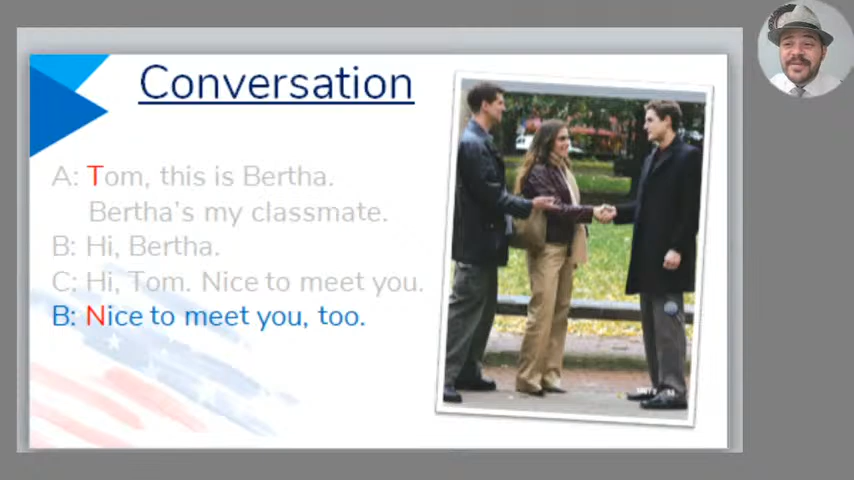 Conversation
A: Tom, this is Bertha.
Bertha's my classmate.
B: Hi, Bertha.
C: Hi, Tom. Nice to meet you.
B: Nice to meet you, too.